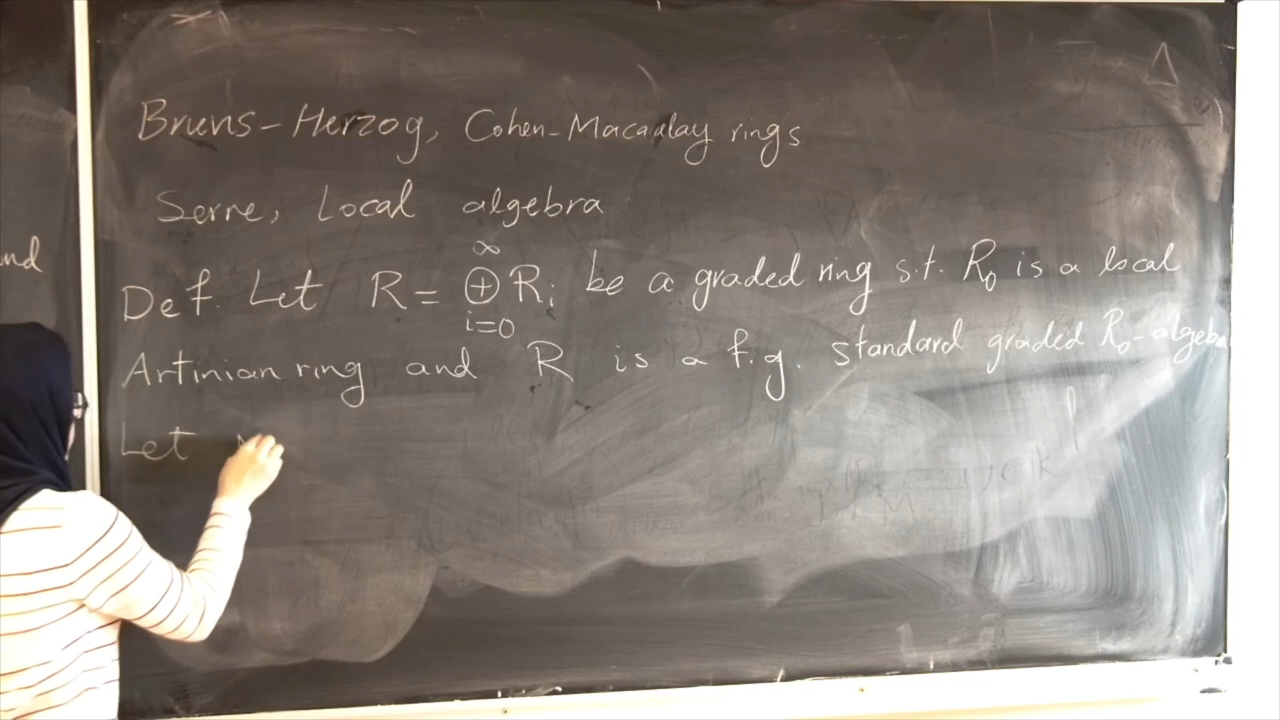 Bruns-Herzog, Cohen-Macaulay rings
Serre, Local algebra
nd
Def. Let R = ∞ ⊕ i=0 R_i be a graded ring s.t. R_0 is a local
Artinian ring and R is a f.g. standard graded R_0-algebra
Let